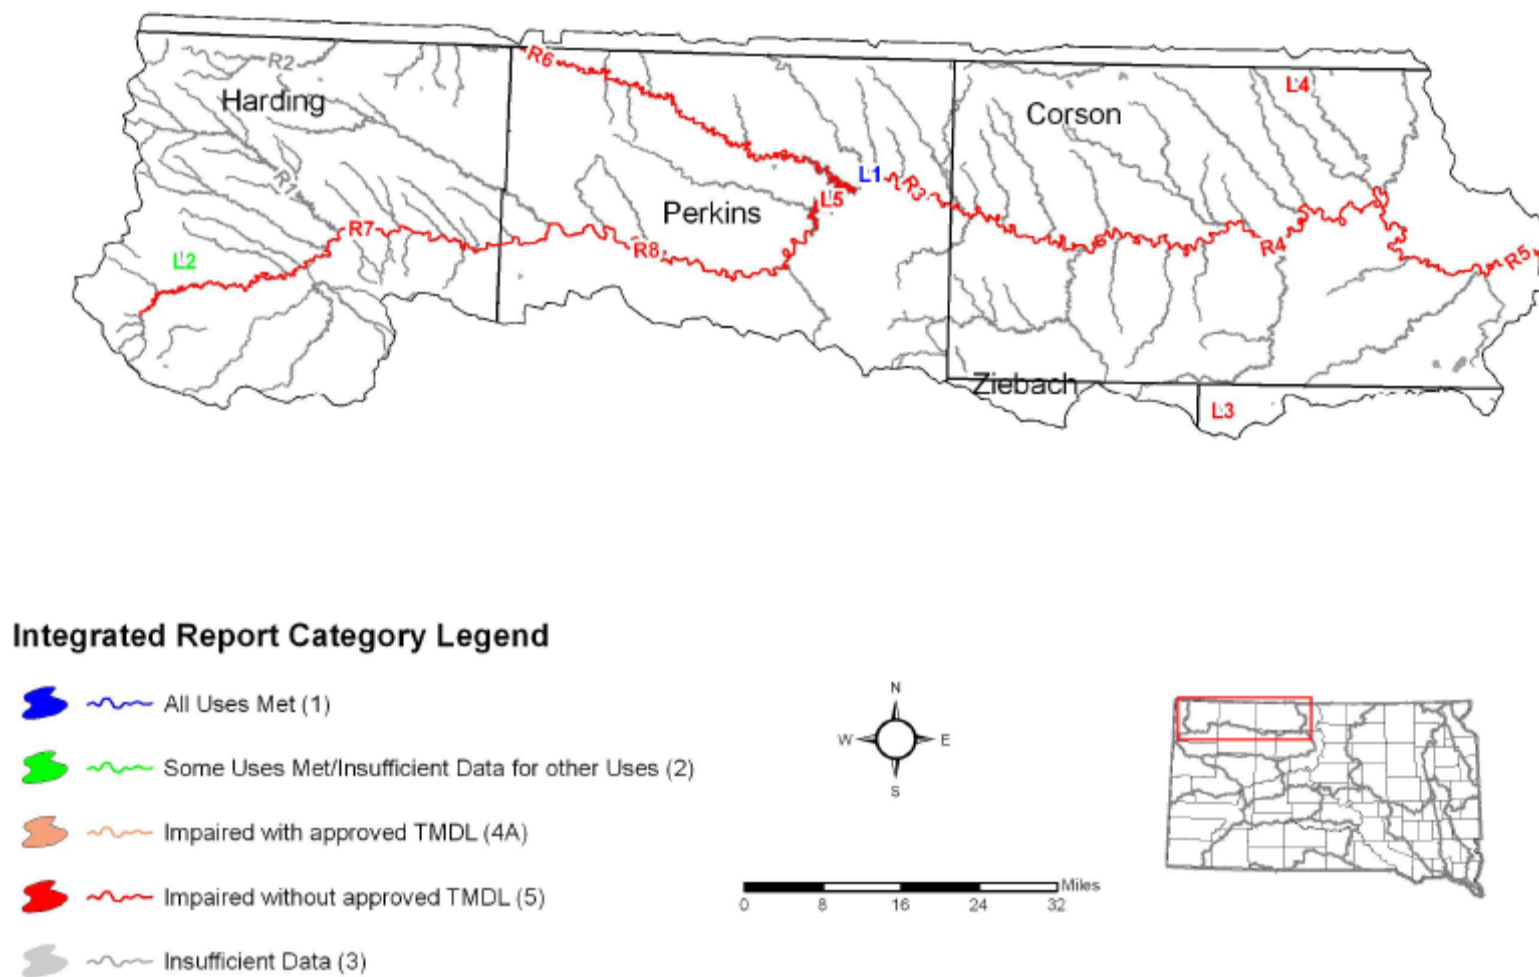 R6
R2
Harding
L4
Corson
R1
L1
R3
L5
Perkins
R7
R8
R4
R5
L2
Ziebach
L3
Integrated Report Category Legend
All Uses Met (1)
Some Uses Met/Insufficient Data for other Uses (2)
Impaired with approved TMDL (4A)
Impaired without approved TMDL (5)
Insufficient Data (3)
N
W E
S
Miles
0 8 16 24 32